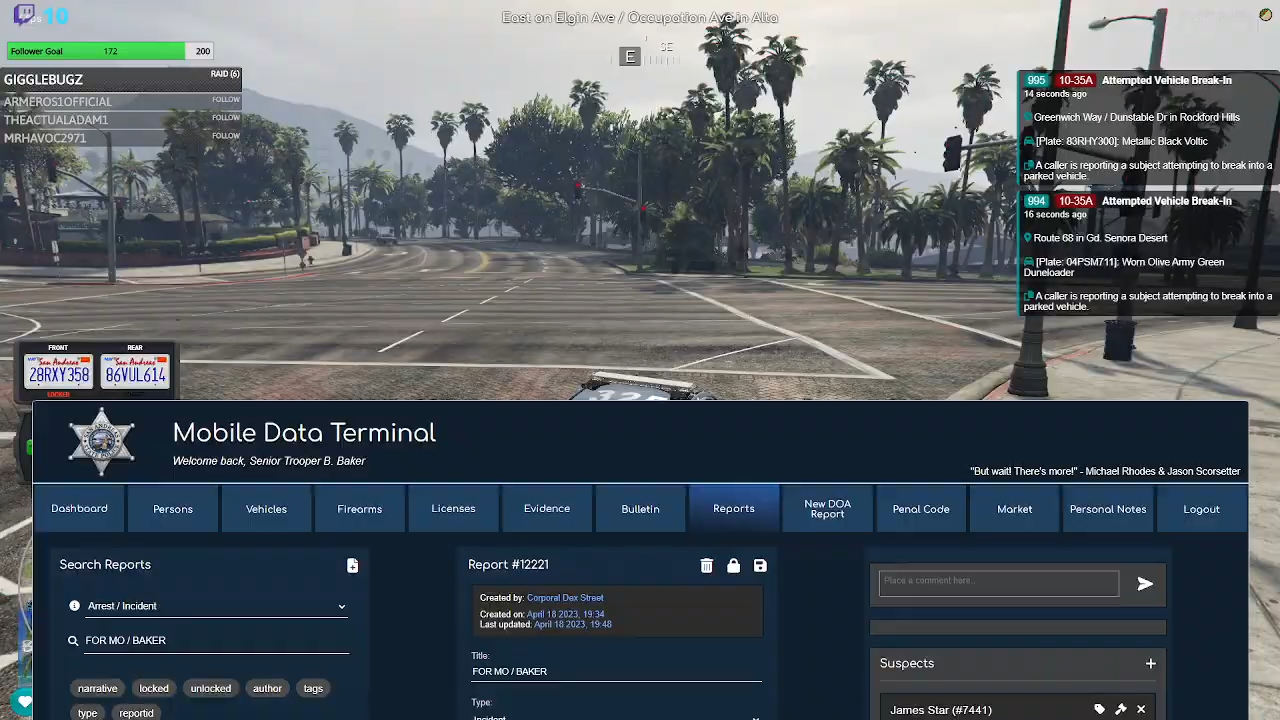 10
East on Elgin Ave / Occupation Ave in Alta
E
SE
Follower Goal 172 200
GIGGLEBUGZ RAID (6)
ARMEROS1OFFICIAL FOLLOW
THEACTUALADAM1 FOLLOW
MRHAVOC2971 FOLLOW
995 10-35A Attempted Vehicle Break-In
14 seconds ago
Greenwich Way / Dunstable Dr in Rockford Hills
[Plate: 83RHY300]: Metallic Black Voltic
A caller is reporting a subject attempting to break into a
parked vehicle.
994 10-35A Attempted Vehicle Break-In
16 seconds ago
Route 68 in Gd. Senora Desert
[Plate: 04PSM711]: Worn Olive Army Green
Duneloader
A caller is reporting a subject attempting to break into a
parked vehicle.
FRONT REAR
San Andreas San Andreas
28RXY358 86VUL614
LOCKED
Mobile Data Terminal
Welcome back, Senior Trooper B. Baker
"But wait! There's more!" - Michael Rhodes & Jason Scorsetter
Dashboard
Persons
Vehicles
Firearms
Licenses
Evidence
Bulletin
Reports
New DOA
Report
Penal Code
Market
Personal Notes
Logout
Search Reports
Arrest / Incident
FOR MO / BAKER
narrative locked unlocked author tags
type reportid
Report #12221
Created by: Corporal Dex Street
Created on: April 18 2023, 19:34
Last updated: April 18 2023, 19:48
Title:
FOR MO / BAKER
Type:
Incident
Place a comment here..
Suspects +
James Star (#7441)